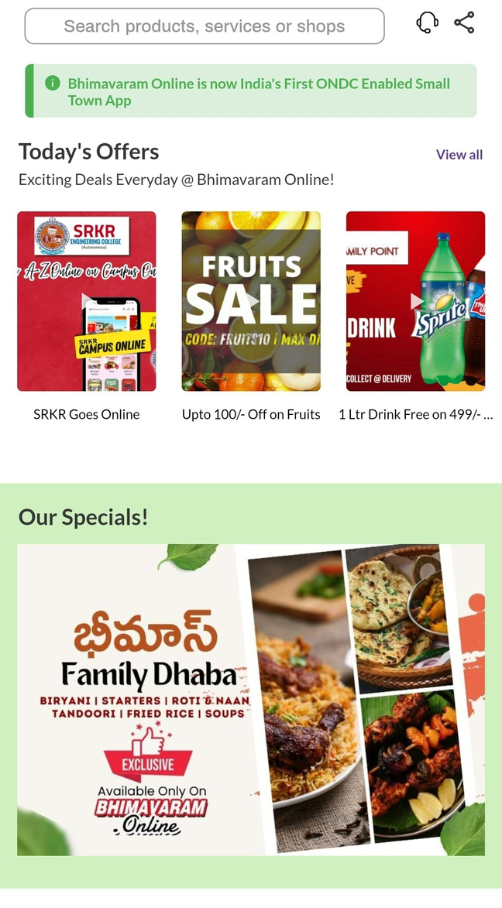 Search products, services or shops
Bhimavaram Online is now India's First ONDC Enabled Small
Town App
Today's Offers
View all
Exciting Deals Everyday @ Bhimavaram Online!
SRKR
ENGINEERING COLLEGE
(Autonomous)
A-Z Online on Campus On
SRKR
CAMPUS ONLINE
SRKR Goes Online
FRUITS
SALE
CODE: FRUITS10 | MAX DI
Upto 100/- Off on Fruits
MILY POINT
VE
DRINK
Sprite
COLLECT @ DELIVERY
1 Ltr Drink Free on 499/- ...
Our Specials!
భీమాస్
Family Dhaba
BIRYANI | STARTERS | ROTI & NAAN
TANDOORI | FRIED RICE | SOUPS
EXCLUSIVE
Available Only On
BHIMAVARAM
Online